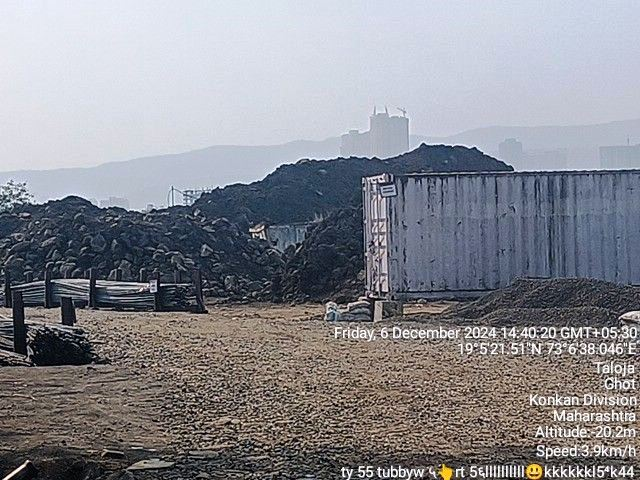 Friday, 6 December 2024 14:40:20 GMT+05:30
19°5'21.51"N 73°6'38.046"E
Taloja
Ghot
Konkan Division
Maharashtra
Altitude:-20.2m
Speed:3.9km/h